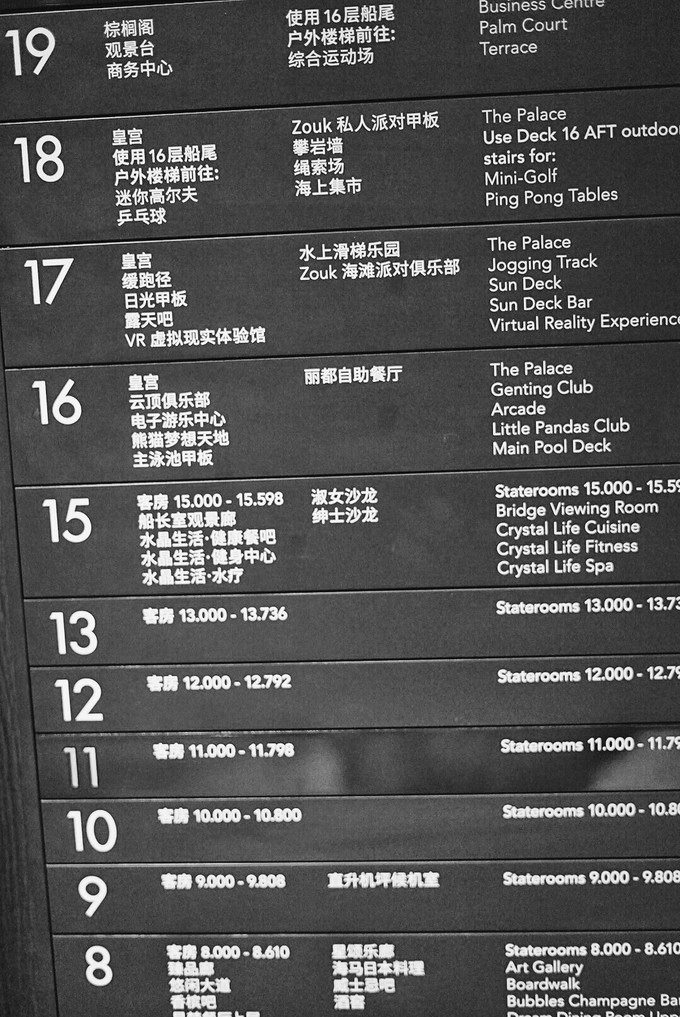 19
棕榈阁
观景台
商务中心
使用16层船尾
户外楼梯前往:
综合运动场
Business Centre
Palm Court
Terrace
18
皇宫
使用16层船尾
户外楼梯前往:
迷你高尔夫
乒乓球
Zouk 私人派对甲板
攀岩墙
绳索场
海上集市
The Palace
Use Deck 16 AFT outdoor
stairs for:
Mini-Golf
Ping Pong Tables
17
皇宫
缓跑径
日光甲板
露天吧
VR 虚拟现实体验馆
水上滑梯乐园
Zouk 海滩派对俱乐部
The Palace
Jogging Track
Sun Deck
Sun Deck Bar
Virtual Reality Experience
16
皇宫
云顶俱乐部
电子游乐中心
熊猫梦想天地
主泳池甲板
丽都自助餐厅
The Palace
Genting Club
Arcade
Little Pandas Club
Main Pool Deck
15
客房 15.000 - 15.598
船长室观景廊
水晶生活·健康餐吧
水晶生活·健身中心
水晶生活·水疗
淑女沙龙
绅士沙龙
Staterooms 15.000 - 15.59
Bridge Viewing Room
Crystal Life Cuisine
Crystal Life Fitness
Crystal Life Spa
13
客房 13.000 - 13.736
Staterooms 13.000 - 13.73
12
客房 12.000 - 12.792
Staterooms 12.000 - 12.79
11
客房 11.000 - 11.798
Staterooms 11.000 - 11.79
10
客房 10.000 - 10.800
Staterooms 10.000 - 10.80
9
客房 9.000 - 9.808
直升机坪候机室
Staterooms 9.000 - 9.808
8
客房 8.000 - 8.610
臻品廊
悠闲大道
香槟吧
星颂乐廊
海马日本料理
威士忌吧
酒窖
Staterooms 8.000 - 8.610
Art Gallery
Boardwalk
Bubbles Champagne Bar
Dream Dining Room Upp